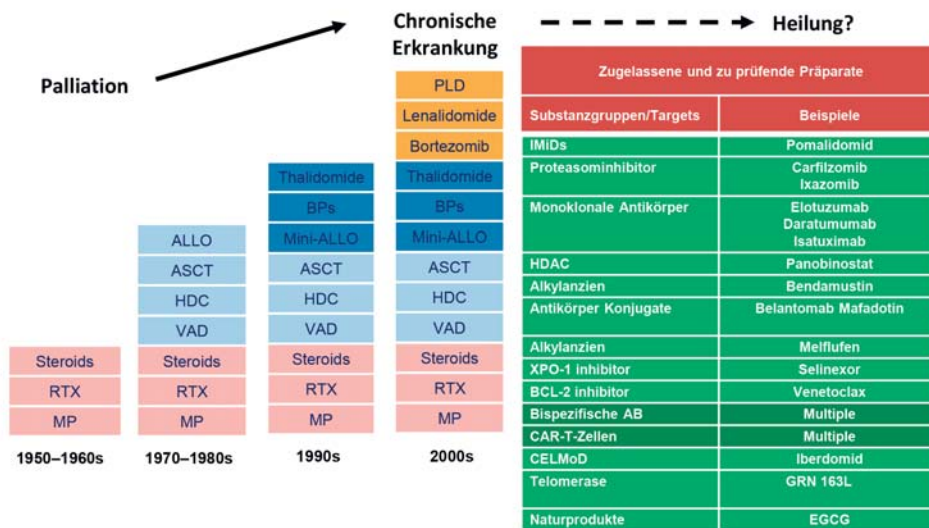 Palliation
Chronische
Erkrankung
Heilung?
Steroids
RTX
MP
1950–1960s
ALLO
ASCT
HDC
VAD
Steroids
RTX
MP
1970–1980s
Thalidomide
BPs
Mini-ALLO
ASCT
HDC
VAD
Steroids
RTX
MP
1990s
PLD
Lenalidomide
Bortezomib
Thalidomide
BPs
Mini-ALLO
ASCT
HDC
VAD
Steroids
RTX
MP
2000s
Zugelassene und zu prüfende Präparate
Substanzgruppen/Targets Beispiele
IMiDs Pomalidomid
Proteasominhibitor Carfilzomib
Ixazomib
Monoklonale Antikörper Elotuzumab
Daratumumab
Isatuximab
HDAC Panobinostat
Alkylanzien Bendamustin
Antikörper Konjugate Belantomab Mafadotin
Alkylanzien Melflufen
XPO-1 inhibitor Selinexor
BCL-2 inhibitor Venetoclax
Bispezifische AB Multiple
CAR-T-Zellen Multiple
CELMoD Iberdomid
Telomerase GRN 163L
Naturprodukte EGCG